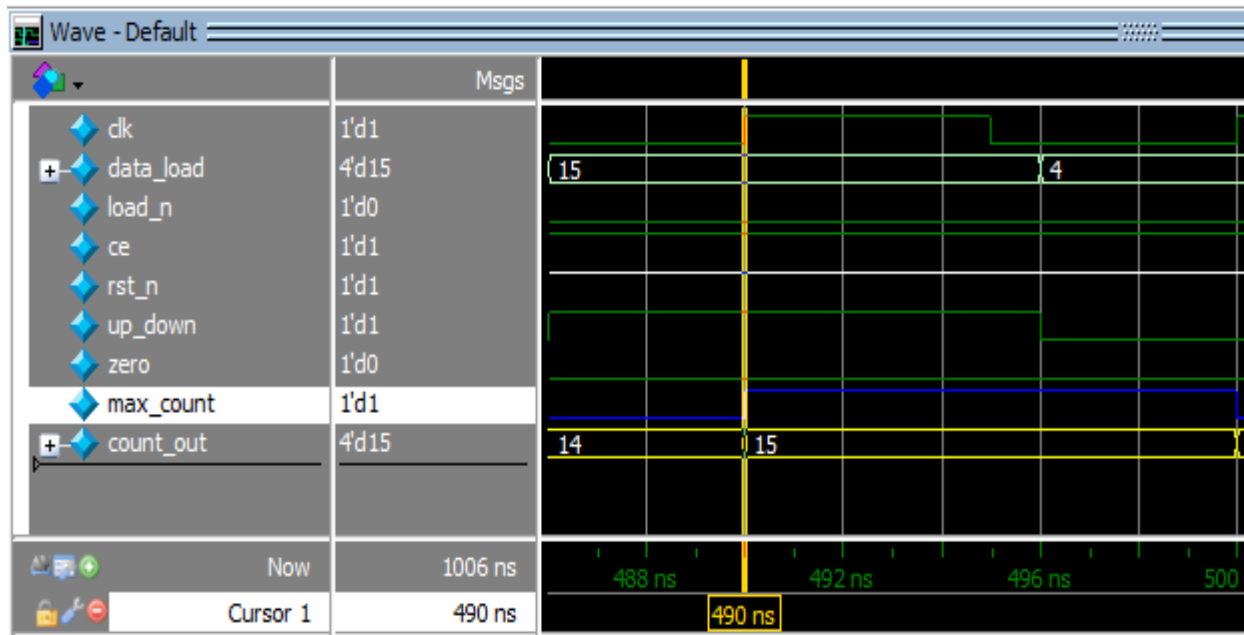 Wave - Default
Msgs
clk 1'd1
data_load 4'd15 15 4
load_n 1'd0
ce 1'd1
rst_n 1'd1
up_down 1'd1
zero 1'd0
max_count 1'd1
count_out 4'd15 14 15
Now 1006 ns 488 ns 492 ns 496 ns 500
Cursor 1 490 ns 490 ns